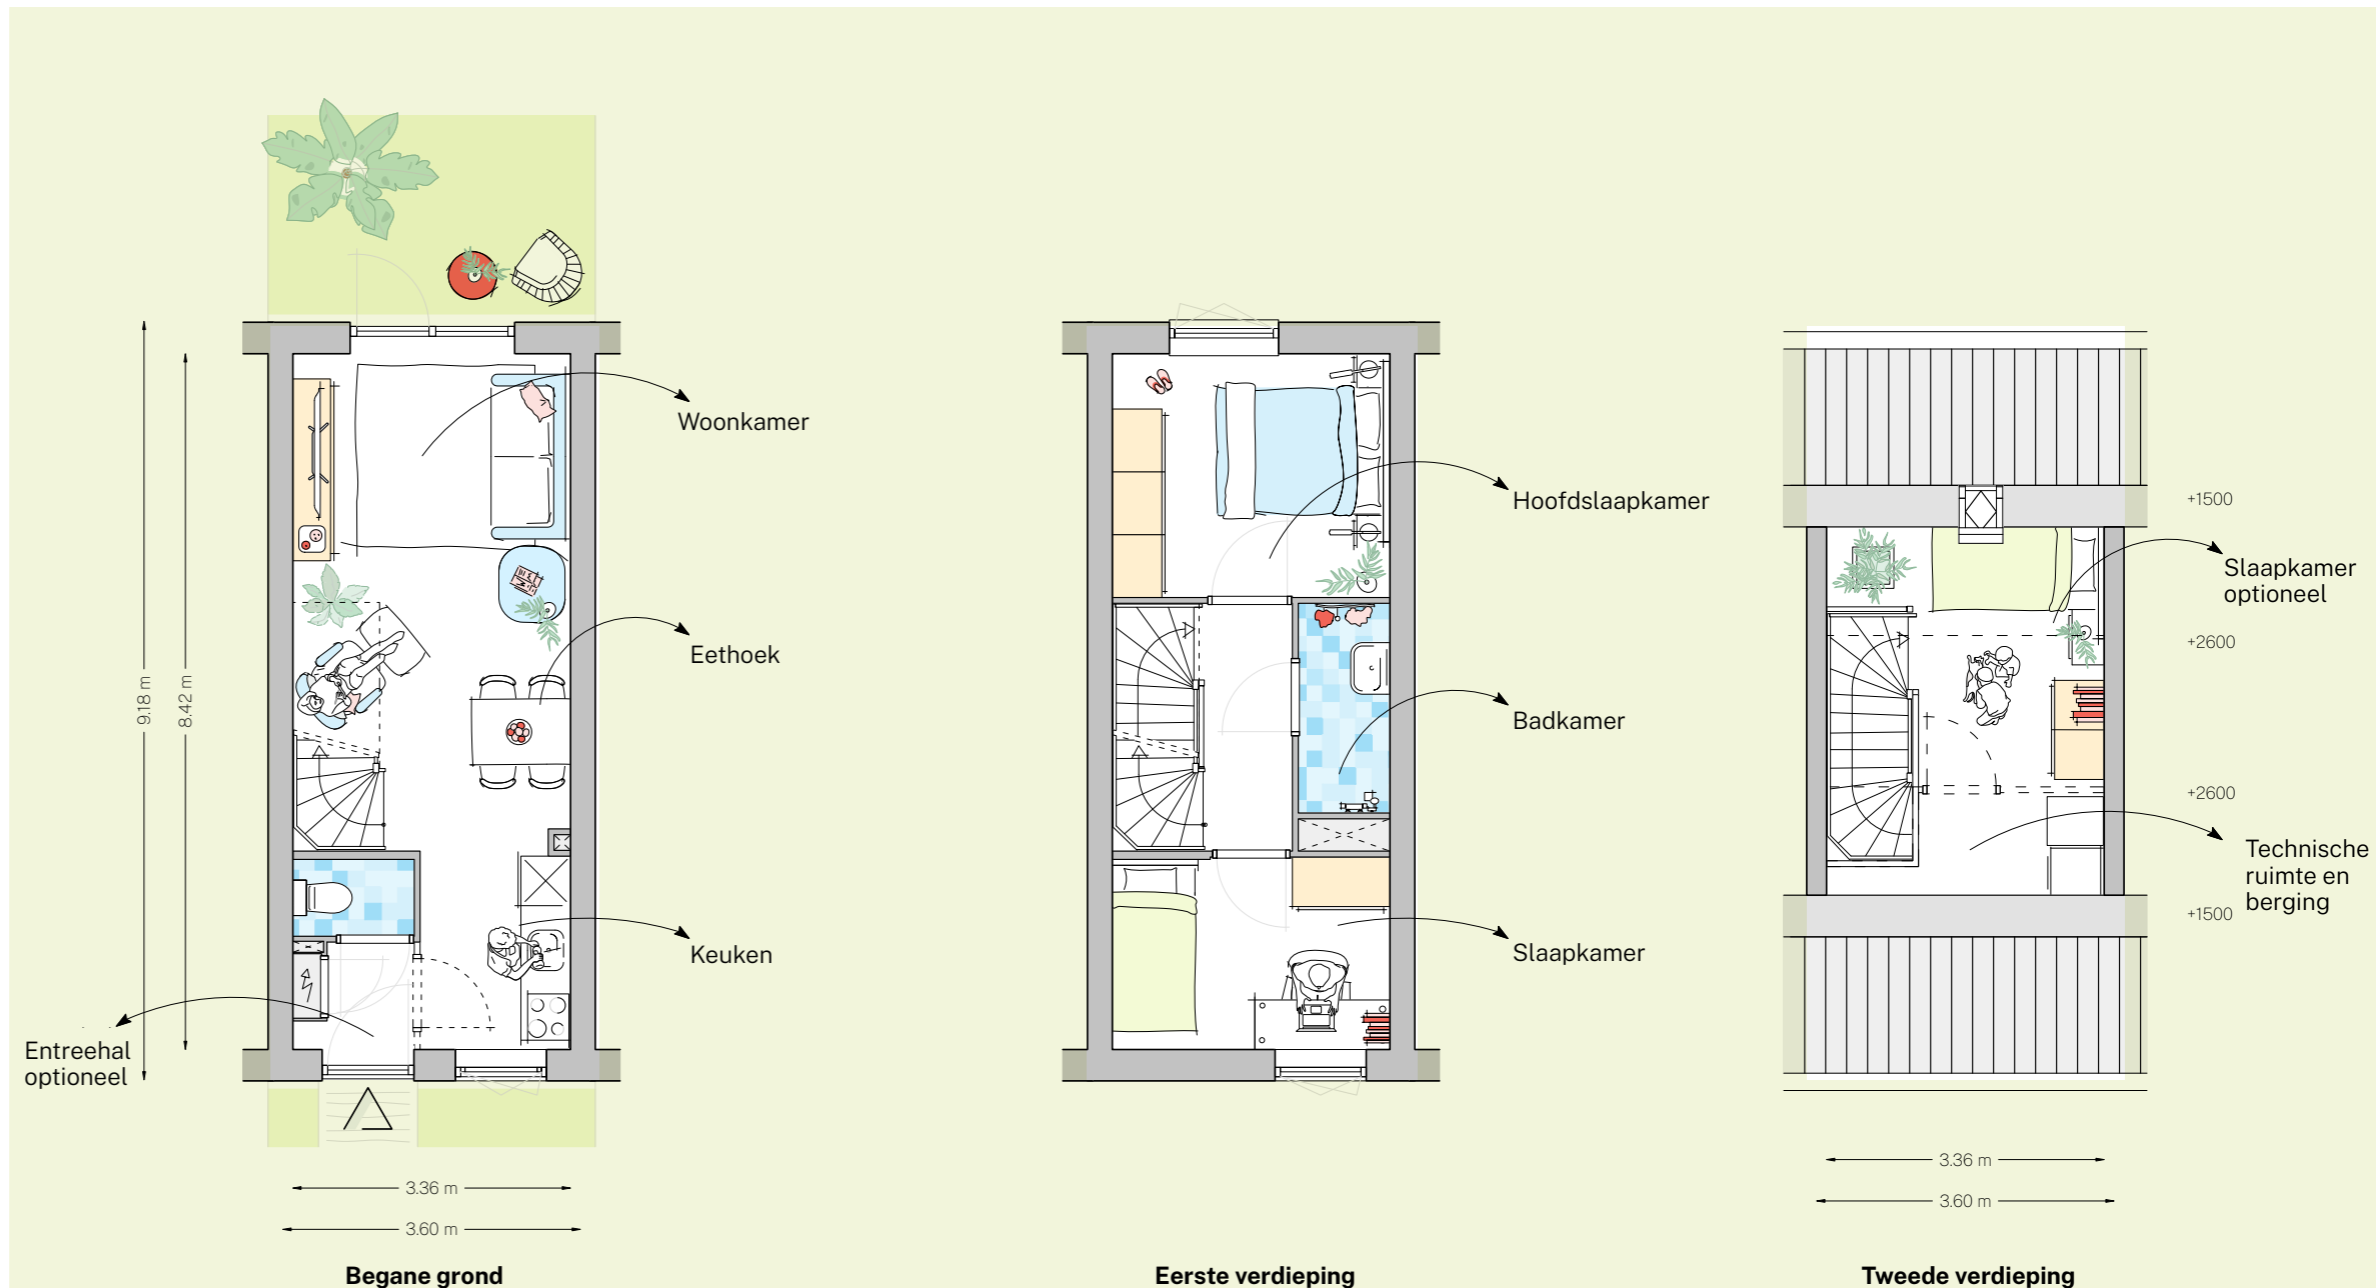 Woonkamer
Eethoek
Keuken
Entreehal
optioneel
9.18 m
8.42 m
3.36 m
3.60 m
Begane grond
Hoofdslaapkamer
Badkamer
Slaapkamer
Eerste verdieping
+1500
Slaapkamer
optioneel
+2600
+2600
Technische
ruimte en
berging
+1500
3.36 m
3.60 m
Tweede verdieping